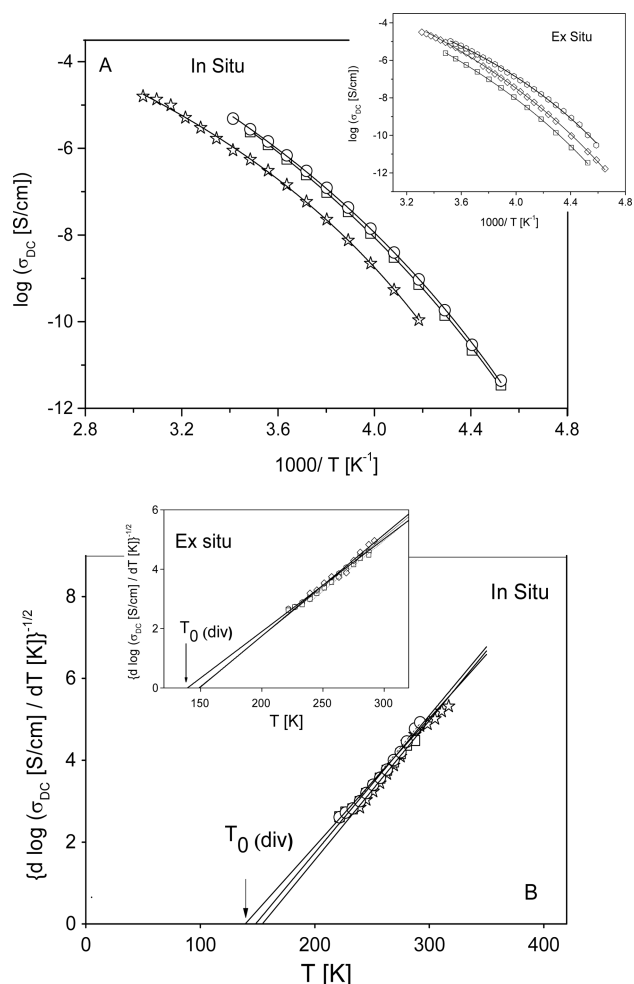 A
In Situ
log (σDC [S/cm])
-4
-6
-8
-10
-12
2.8 3.2 3.6 4.0 4.4 4.8
1000/ T [K-1]
Ex Situ
log (σDC [S/cm])
-4
-6
-8
-10
-12
3.2 3.6 4.0 4.4 4.8
1000/ T [K-1]
B
In Situ
{d log (σDC [S/cm] / dT [K]}-1/2
8
6
4
2
0
T0 (div)
0 100 200 300 400
T [K]
Ex situ
{d log (σDC [S/cm] / dT [K]}-1/2
6
4
2
0
T0 (div)
150 200 250 300
T [K]